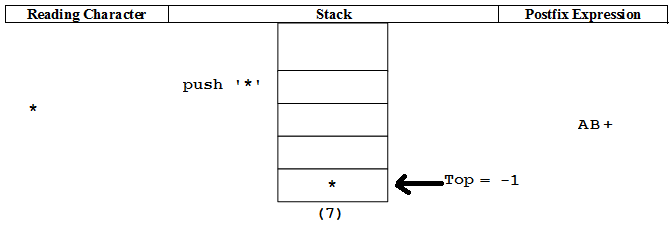 Reading Character Stack Postfix Expression
push '*'
*
AB+
*
Top = -1
(7)